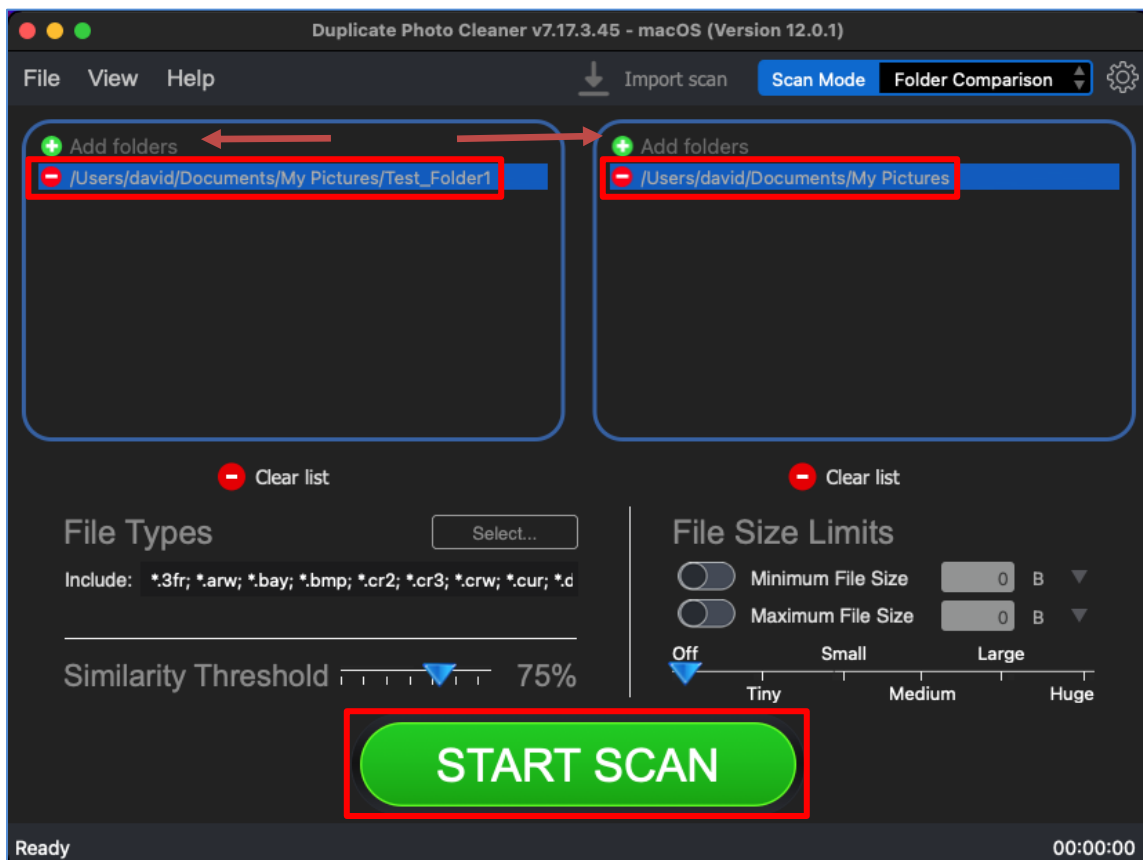 Duplicate Photo Cleaner v7.17.3.45 - macOS (Version 12.0.1)
File View Help Import scan Scan Mode Folder Comparison
Add folders
/Users/david/Documents/My Pictures/Test_Folder1
Add folders
/Users/david/Documents/My Pictures
Clear list
Clear list
File Types Select...
Include: *.3fr; *.arw; *.bay; *.bmp; *.cr2; *.cr3; *.crw; *.cur; *.d
Similarity Threshold 75%
File Size Limits
Minimum File Size 0 B
Maximum File Size 0 B
Off Small Large
Tiny Medium Huge
START SCAN
Ready 00:00:00